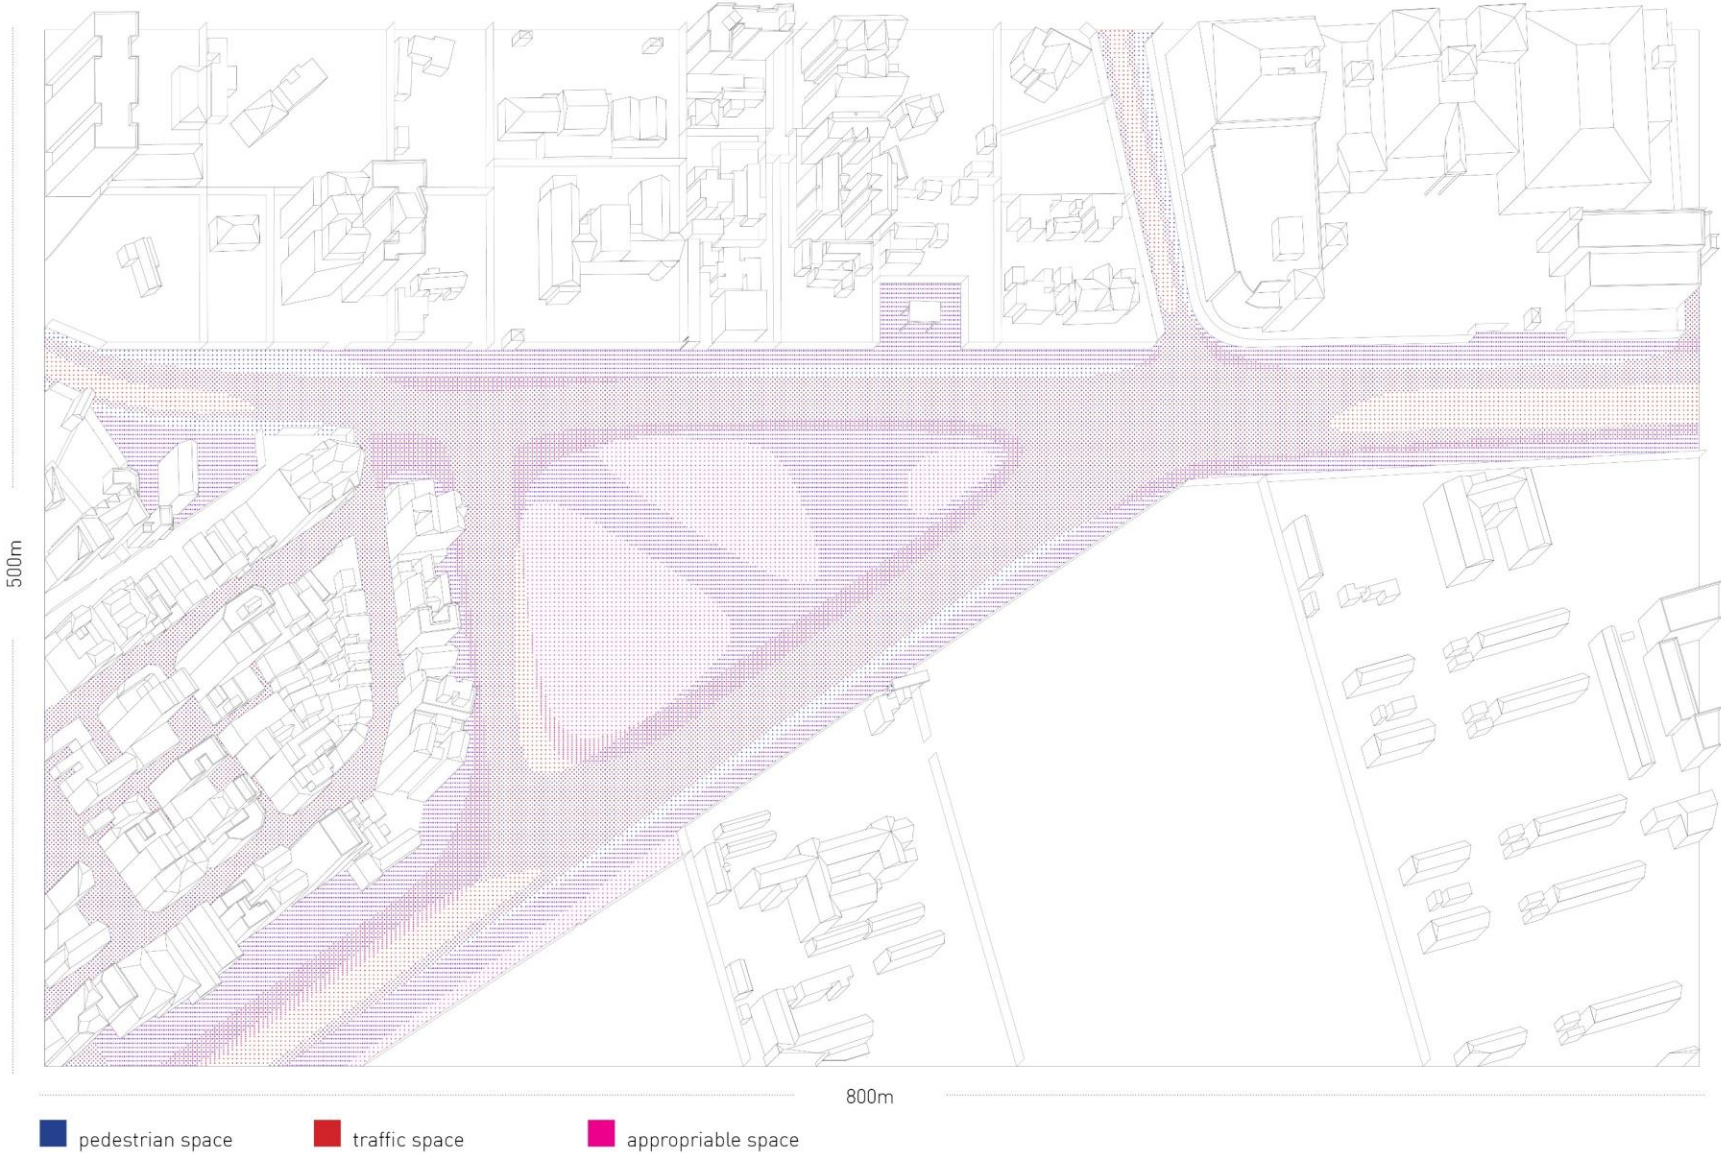 500m
800m
pedestrian space
traffic space
appropriable space